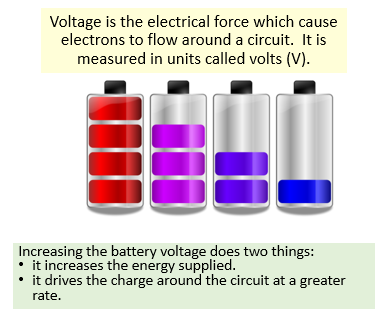 Voltage is the electrical force which cause
electrons to flow around a circuit.  It is
measured in units called volts (V).
Increasing the battery voltage does two things:
• it increases the energy supplied.
• it drives the charge around the circuit at a greater
rate.